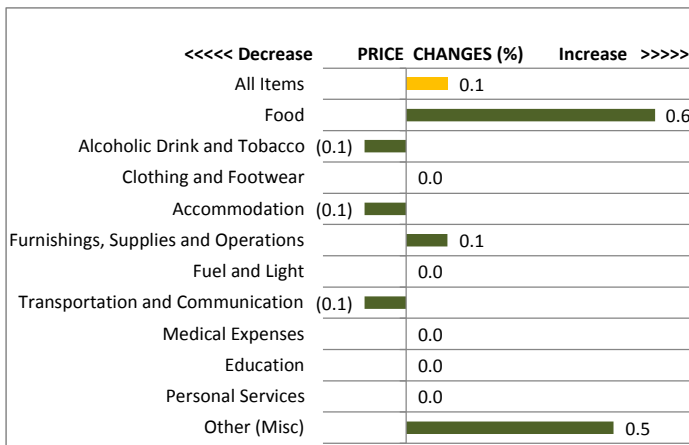 <<<<< Decrease PRICE CHANGES (%) Increase >>>>>
All Items 0.1
Food 0.6
Alcoholic Drink and Tobacco (0.1)
Clothing and Footwear 0.0
Accommodation (0.1)
Furnishings, Supplies and Operations 0.1
Fuel and Light 0.0
Transportation and Communication (0.1)
Medical Expenses 0.0
Education 0.0
Personal Services 0.0
Other (Misc) 0.5